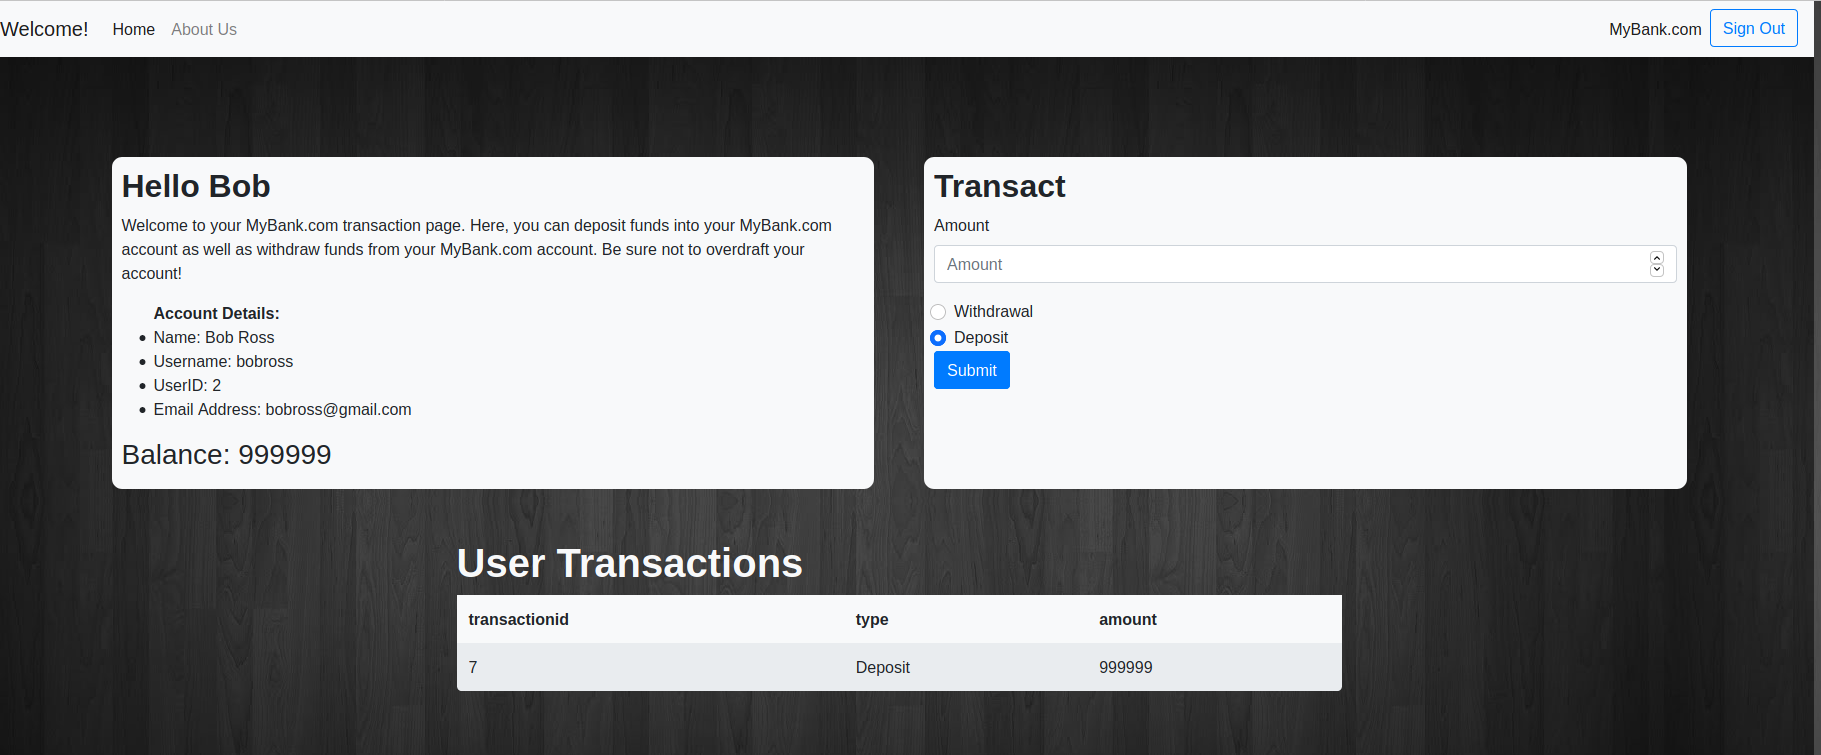 Welcome! Home About Us MyBank.com Sign Out
Hello Bob
Welcome to your MyBank.com transaction page. Here, you can deposit funds into your MyBank.com
account as well as withdraw funds from your MyBank.com account. Be sure not to overdraft your
account!
Account Details:
Name: Bob Ross
Username: bobross
UserID: 2
Email Address: bobross@gmail.com
Balance: 999999
Transact
Amount
Amount
Withdrawal
Deposit
Submit
User Transactions
transactionid type amount
7 Deposit 999999